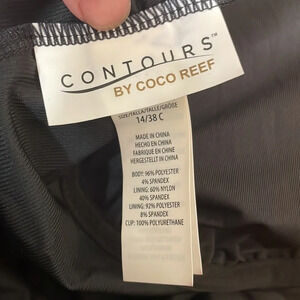 CONTOURS™
BY COCO REEF
SIZE/TALLA/TAILLE/GRÖSSE
14/38 C
MADE IN CHINA
HECHO EN CHINA
FABRIQUÉ EN CHINE
HERGESTELLT IN CHINA
BODY: 96% POLYESTER
4% SPANDEX
LINING: 60% NYLON
40% SPANDEX
LINING: 92% POLYESTER
8% SPANDEX
CUP: 100% POLYURETHANE